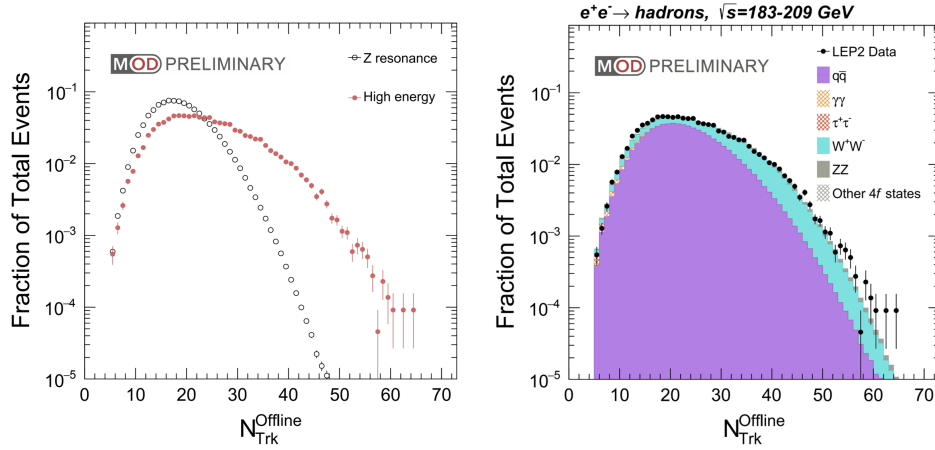 MOD PRELIMINARY
Z resonance
High energy
Fraction of Total Events
10⁻¹
10⁻²
10⁻³
10⁻⁴
10⁻⁵
0 10 20 30 40 50 60 70
N_Trk^Offline
e⁺e⁻→ hadrons, √s=183-209 GeV
MOD PRELIMINARY
LEP2 Data
qq̅
γγ
τ⁺τ⁻
W⁺W⁻
ZZ
Other 4f states
Fraction of Total Events
10⁻¹
10⁻²
10⁻³
10⁻⁴
10⁻⁵
0 10 20 30 40 50 60 70
N_Trk^Offline